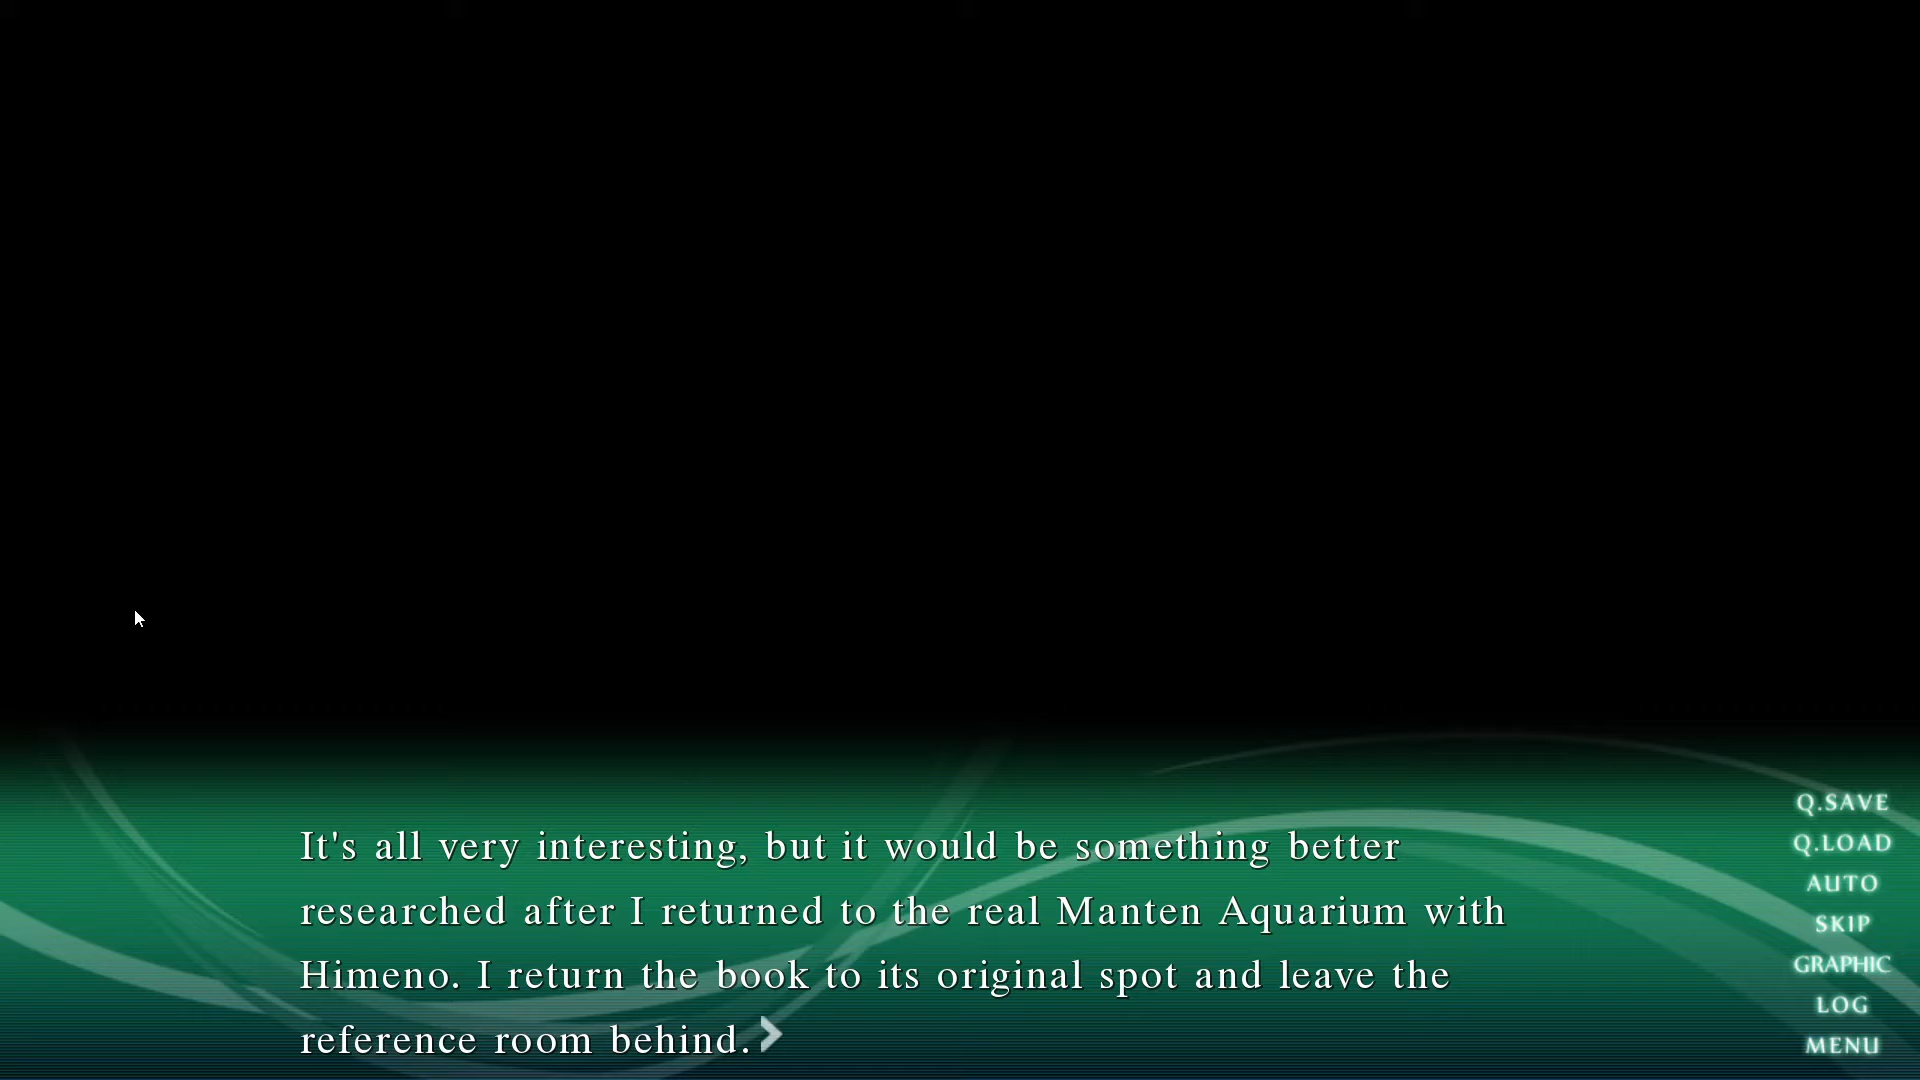 It's all very interesting, but it would be something better
researched after I returned to the real Manten Aquarium with
Himeno. I return the book to its original spot and leave the
reference room behind.
Q.SAVE
Q.LOAD
AUTO
SKIP
GRAPHIC
LOG
MENU